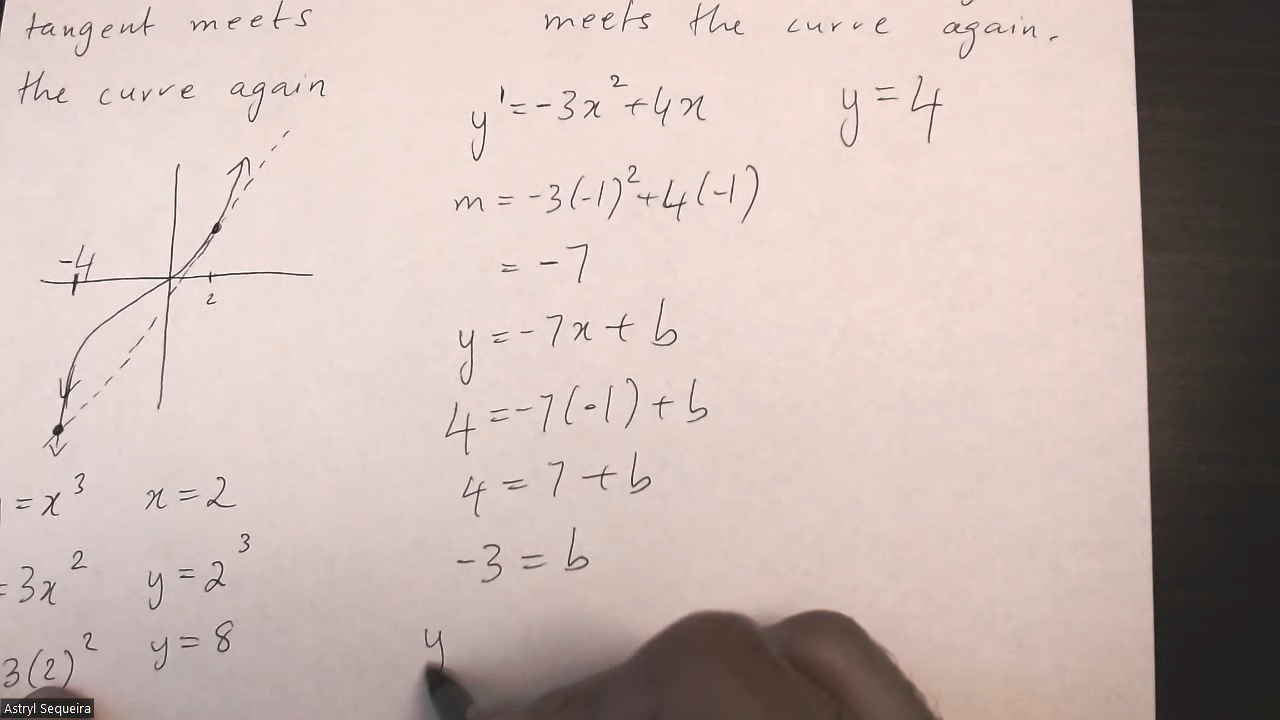 tangent meets
the curve again
-4
2
= x³ x = 2
= 3x² y = 2³
3(2)² y = 8
meets the curve again.
y' = -3x² + 4x y = 4
m = -3(-1)² + 4(-1)
= -7
y = -7x + b
4 = -7(-1) + b
4 = 7 + b
-3 = b
y
Astryl Sequeira